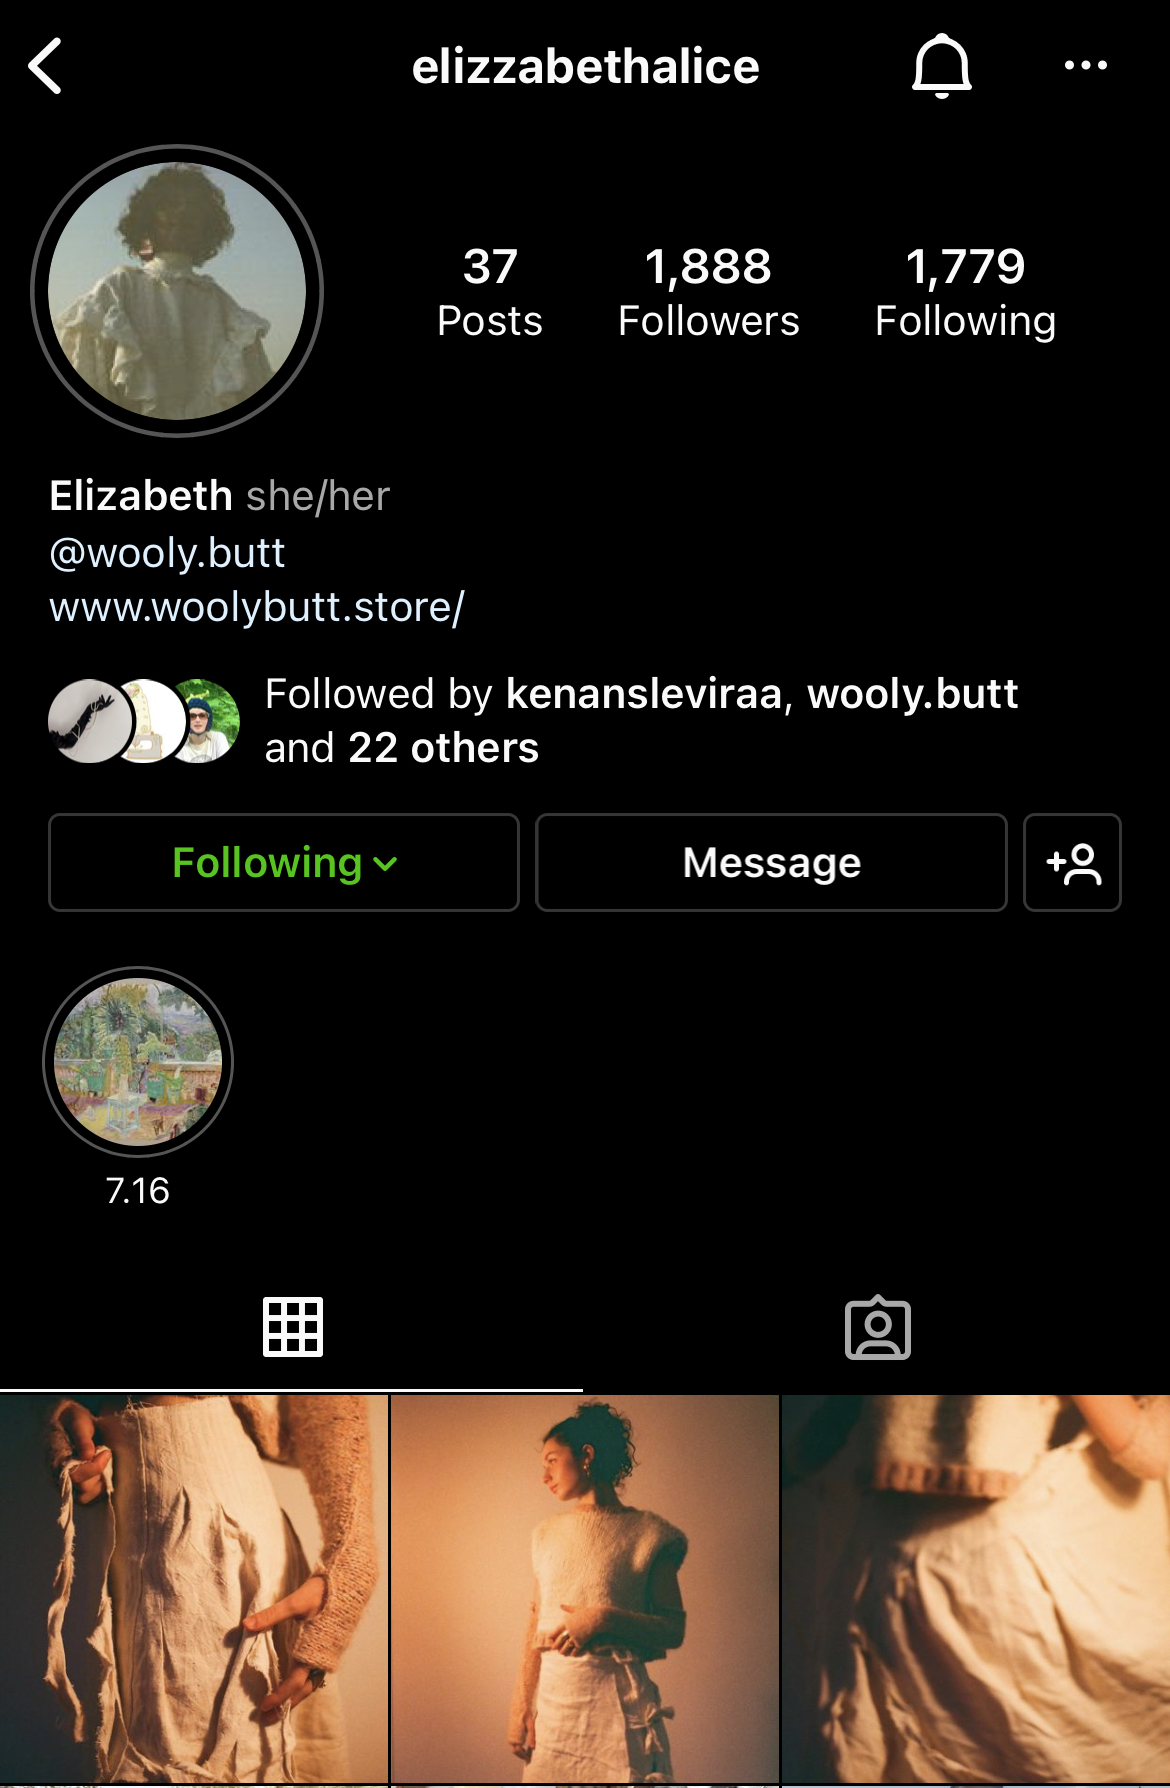 elizzabethalice
37
1,888
1,779
Posts
Followers
Following
Elizabeth she/her
@wooly.butt
www.woolybutt.store/
Followed by kenansleviraa, wooly.butt
and 22 others
Following
Message
7.16